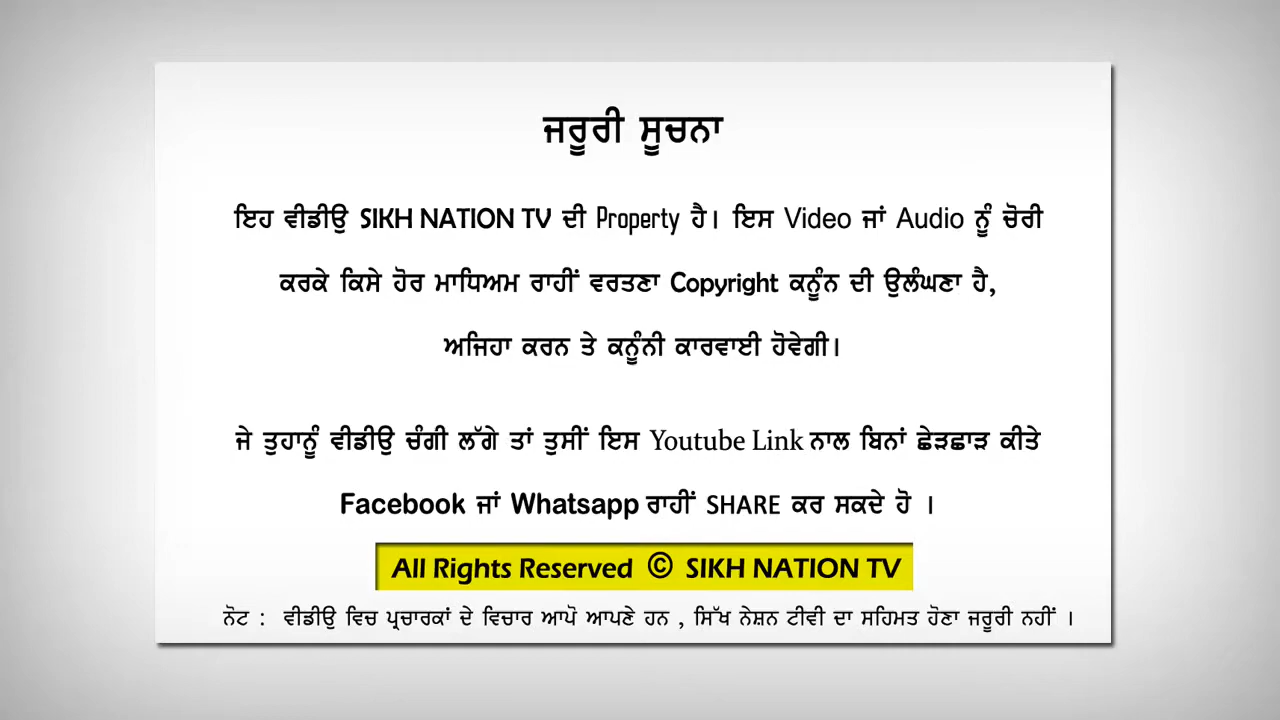 ਜਰੂਰੀ ਸੂਚਨਾ
ਇਹ ਵੀਡੀਉ SIKH NATION TV ਦੀ Property ਹੈ। ਇਸ Video ਜਾਂ Audio ਨੂੰ ਚੋਰੀ
ਕਰਕੇ ਕਿਸੇ ਹੋਰ ਮਾਧਿਅਮ ਰਾਹੀਂ ਵਰਤਣਾ Copyright ਕਨੂੰਨ ਦੀ ਉਲੰਘਣਾ ਹੈ,
ਅਜਿਹਾ ਕਰਨ ਤੇ ਕਨੂੰਨੀ ਕਾਰਵਾਈ ਹੋਵੇਗੀ।
ਜੇ ਤੁਹਾਨੂੰ ਵੀਡੀਉ ਚੰਗੀ ਲੱਗੇ ਤਾਂ ਤੁਸੀਂ ਇਸ Youtube Link ਨਾਲ ਬਿਨਾਂ ਛੇੜਛਾੜ ਕੀਤੇ
Facebook ਜਾਂ Whatsapp ਰਾਹੀਂ SHARE ਕਰ ਸਕਦੇ ਹੋ ।
All Rights Reserved © SIKH NATION TV
ਨੋਟ : ਵੀਡੀਉ ਵਿਚ ਪ੍ਰਚਾਰਕਾਂ ਦੇ ਵਿਚਾਰ ਆਪੋ ਆਪਣੇ ਹਨ , ਸਿੱਖ ਨੇਸ਼ਨ ਟੀਵੀ ਦਾ ਸਹਿਮਤ ਹੋਣਾ ਜਰੂਰੀ ਨਹੀਂ ।